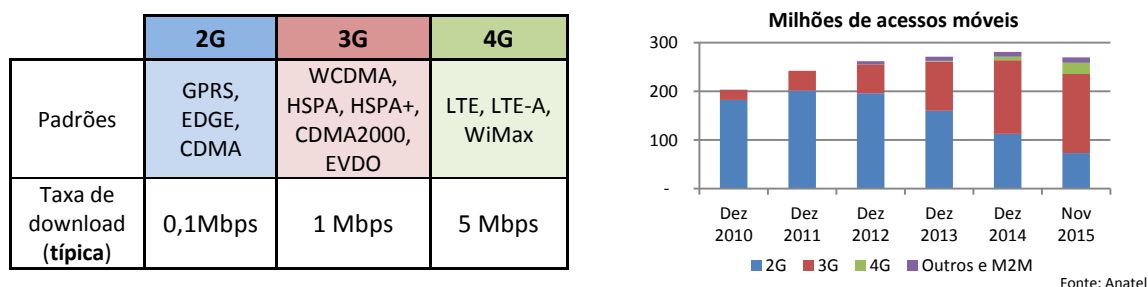 2G 3G 4G
Padrões
GPRS,
EDGE,
CDMA
WCDMA,
HSPA, HSPA+,
CDMA2000,
EVDO
LTE, LTE-A,
WiMax
Taxa de
download
(típica)
0,1Mbps 1 Mbps 5 Mbps
Milhões de acessos móveis
300
200
100
-
Dez
2010
Dez
2011
Dez
2012
Dez
2013
Dez
2014
Nov
2015
2G 3G 4G Outros e M2M
Fonte: Anatel